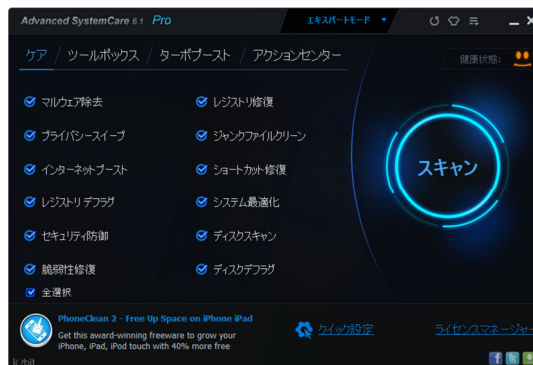 Advanced SystemCare 6.1 Pro
エキスパートモード
ケア / ツールボックス / ターボブースト / アクションセンター
健康状態:
マルウェア除去
レジストリ修復
プライバシースイープ
ジャンクファイルクリーン
インターネットブースト
ショートカット修復
レジストリ デフラグ
システム最適化
セキュリティ防御
ディスクスキャン
脆弱性修復
ディスクデフラグ
全選択
スキャン
PhoneClean 2 - Free Up Space on iPhone iPad
Get this award-winning freeware to grow your
iPhone, iPad, iPod touch with 40% more free
クイック設定
ライセンスマネージャー
IObit